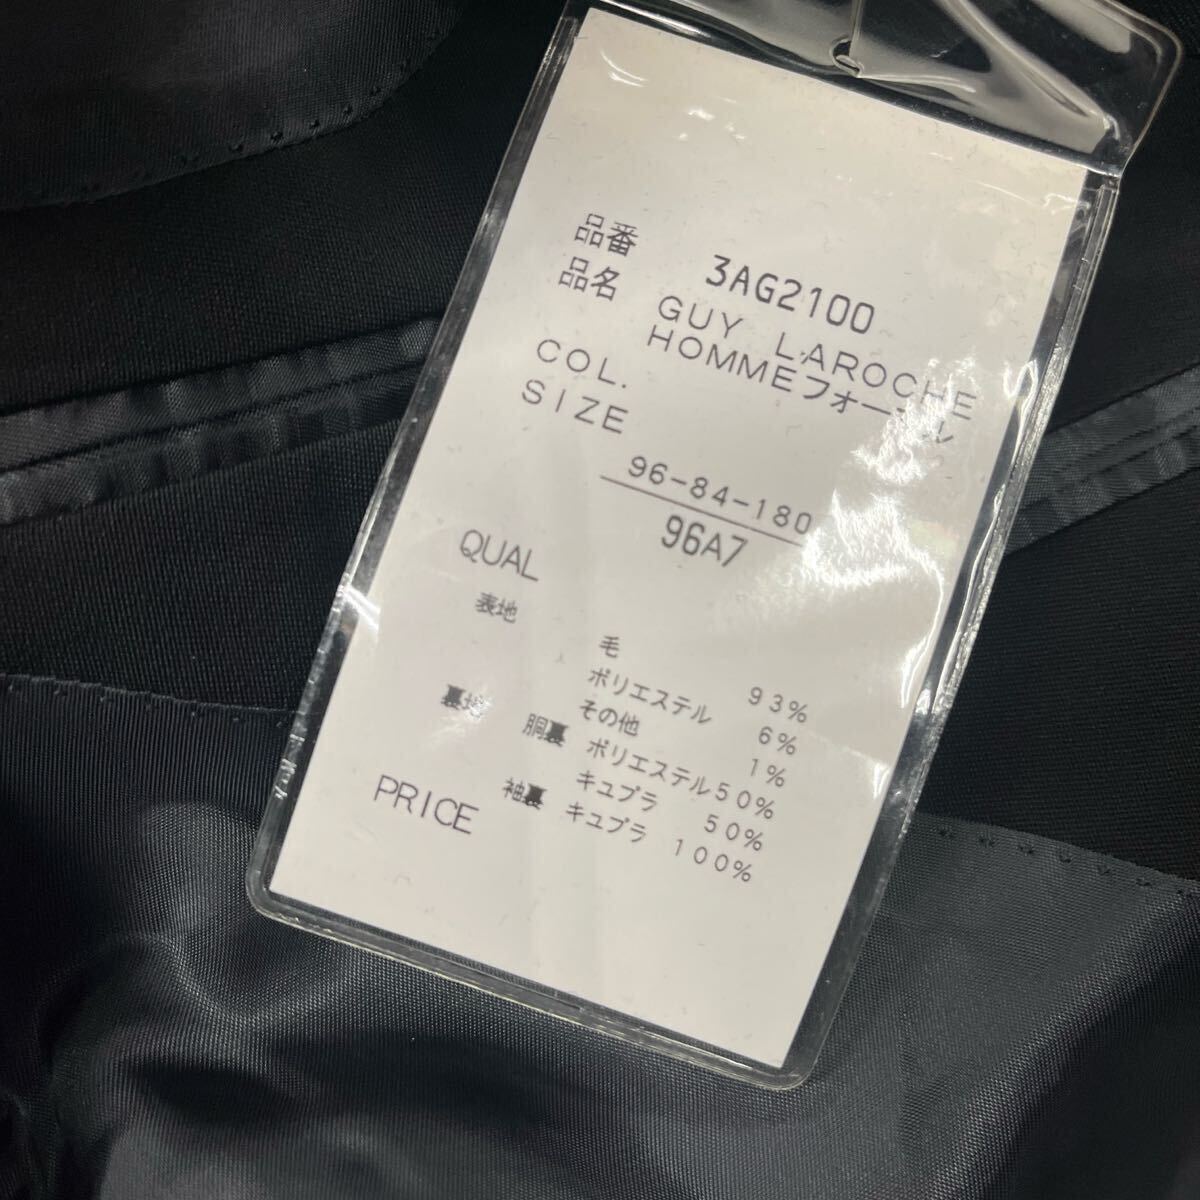 品番 3AG2100
品名 GUY LAROCHE
HOMMEフォーマル
COL.
SIZE
96-84-180
96A7
QUAL
表地
毛 93%
ポリエステル 6%
その他 1%
裏地 胴裏 ポリエステル50%
キュプラ 50%
袖裏 キュプラ 100%
PRICE